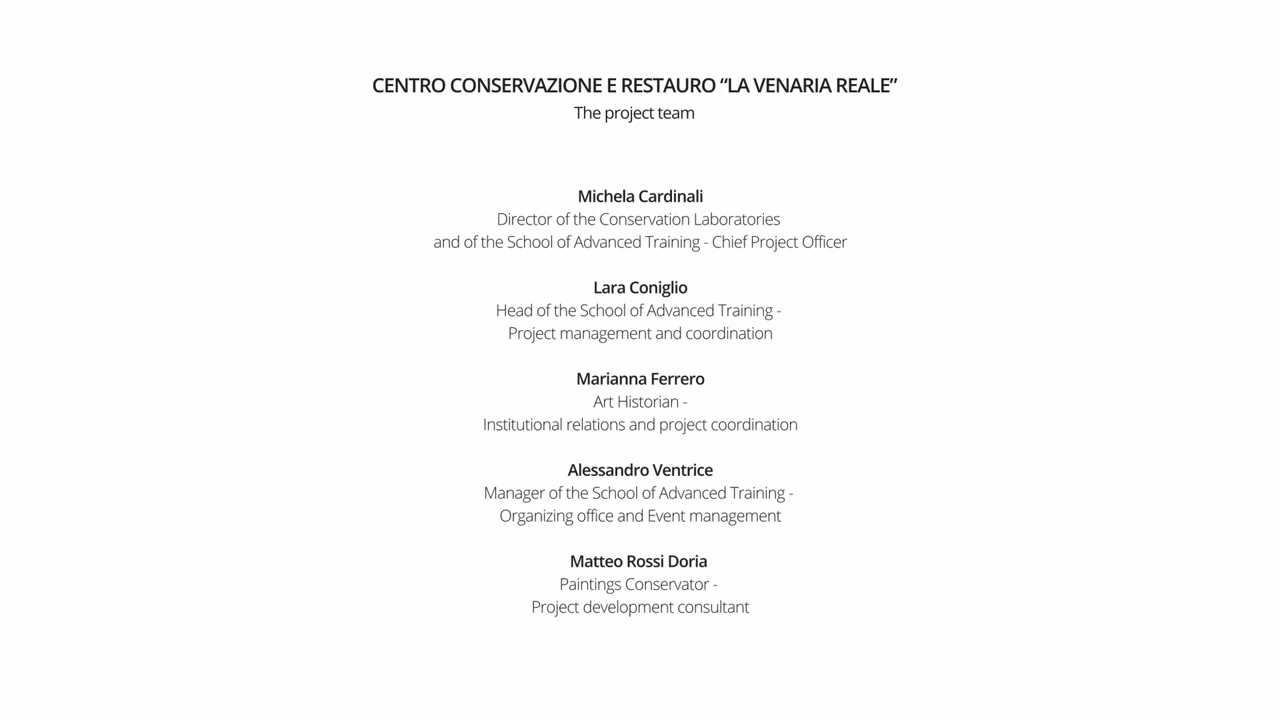 CENTRO CONSERVAZIONE E RESTAURO “LA VENARIA REALE”
The project team
Michela Cardinali
Director of the Conservation Laboratories
and of the School of Advanced Training - Chief Project Officer
Lara Coniglio
Head of the School of Advanced Training -
Project management and coordination
Marianna Ferrero
Art Historian -
Institutional relations and project coordination
Alessandro Ventrice
Manager of the School of Advanced Training -
Organizing office and Event management
Matteo Rossi Doria
Paintings Conservator -
Project development consultant